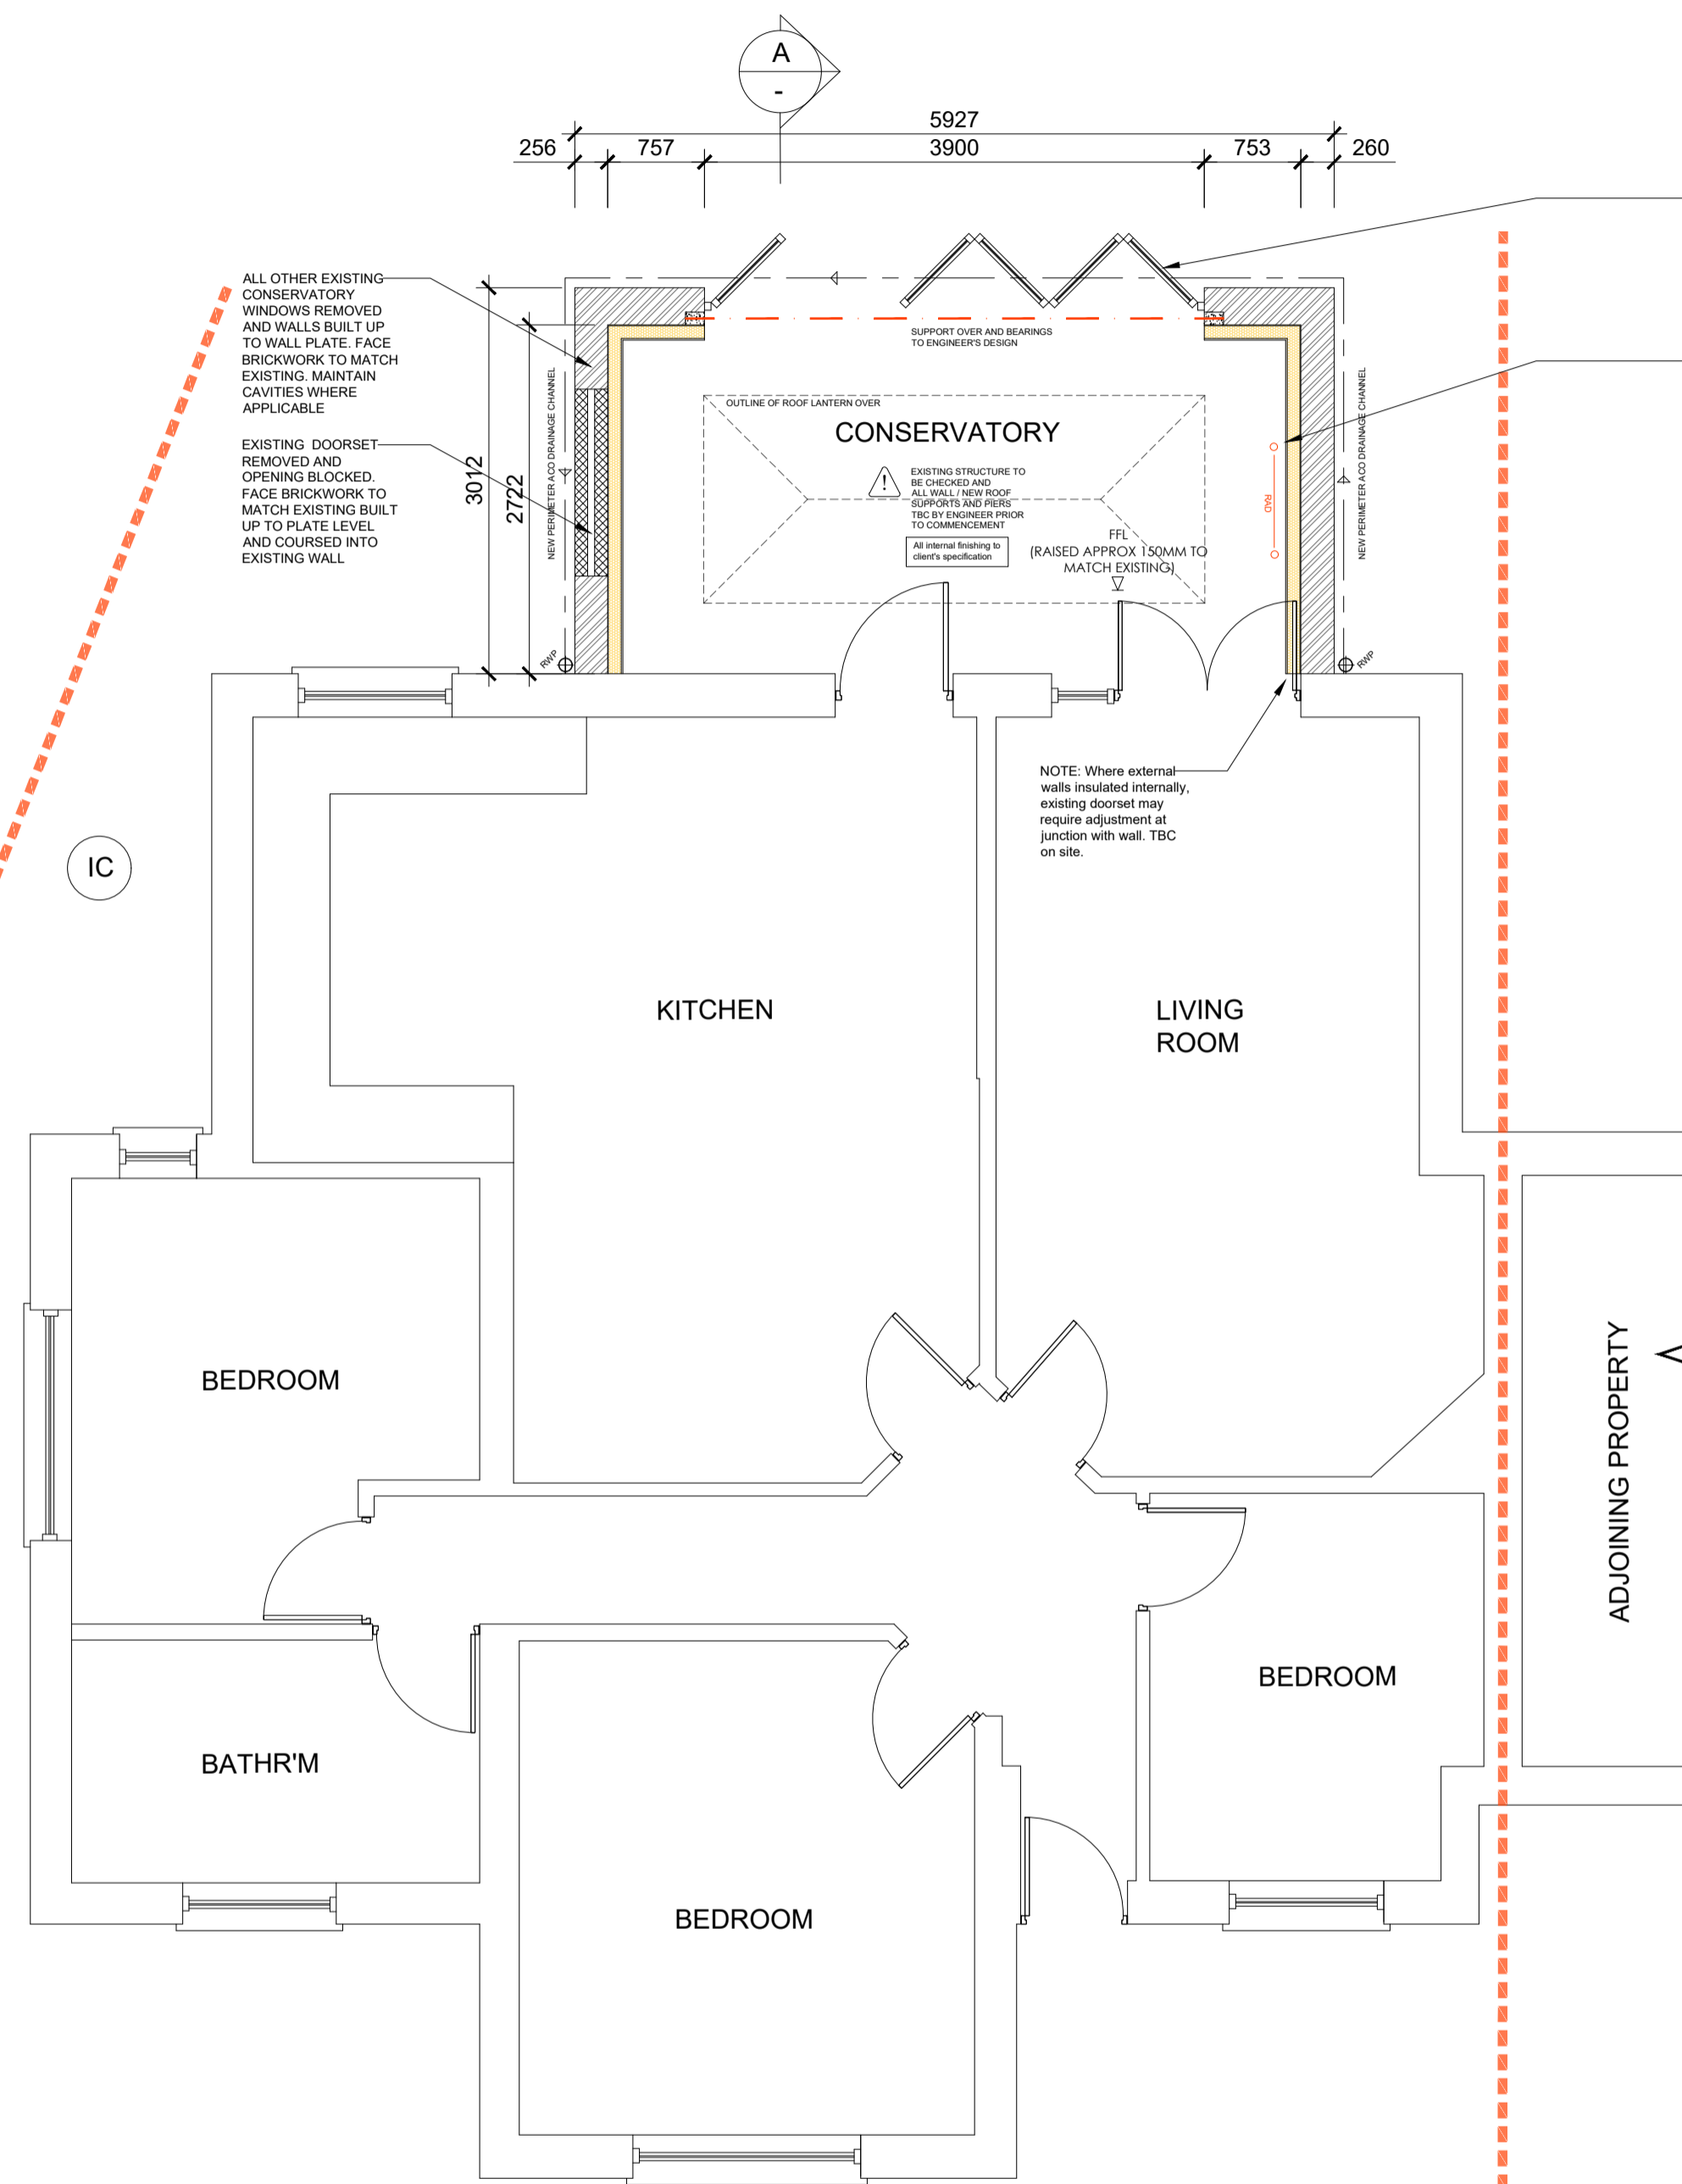 A
-
5927
256
757
3900
753
260
ALL OTHER EXISTING
CONSERVATORY
WINDOWS REMOVED
AND WALLS BUILT UP
TO WALL PLATE. FACE
BRICKWORK TO MATCH
EXISTING. MAINTAIN
CAVITIES WHERE
APPLICABLE
EXISTING DOORSET
REMOVED AND
OPENING BLOCKED.
FACE BRICKWORK TO
MATCH EXISTING BUILT
UP TO PLATE LEVEL
AND COURSED INTO
EXISTING WALL
3012
2722
NEW PERIMETER ACO DRAINAGE CHANNEL
RWP
SUPPORT OVER AND BEARINGS
TO ENGINEER'S DESIGN
OUTLINE OF ROOF LANTERN OVER
CONSERVATORY
!
EXISTING STRUCTURE TO
BE CHECKED AND
ALL WALL / NEW ROOF
SUPPORTS AND PIERS
TBC BY ENGINEER PRIOR
TO COMMENCEMENT
All internal finishing to
client's specification
FFL
(RAISED APPROX 150MM TO
MATCH EXISTING)
RAD
NEW PERIMETER ACO DRAINAGE CHANNEL
RWP
NOTE: Where external
walls insulated internally,
existing doorset may
require adjustment at
junction with wall. TBC
on site.
IC
KITCHEN
LIVING
ROOM
BEDROOM
ADJOINING PROPERTY
BEDROOM
BATHR'M
BEDROOM